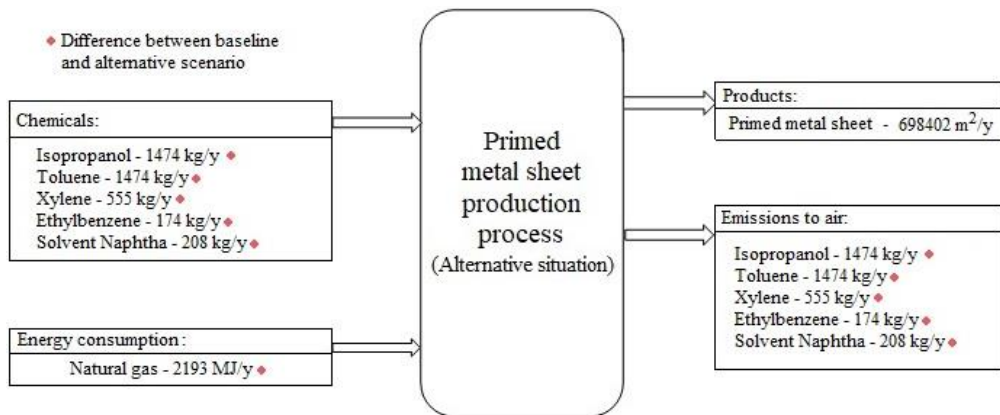 ◆ Difference between baseline
and alternative scenario
Chemicals:
Isopropanol - 1474 kg/y ◆
Toluene - 1474 kg/y ◆
Xylene - 555 kg/y ◆
Ethylbenzene - 174 kg/y ◆
Solvent Naphtha - 208 kg/y ◆
Energy consumption :
Natural gas - 2193 MJ/y ◆
Primed
metal sheet
production
process
(Alternative situation)
Products:
Primed metal sheet - 698402 m²/y
Emissions to air:
Isopropanol - 1474 kg/y ◆
Toluene - 1474 kg/y ◆
Xylene - 555 kg/y ◆
Ethylbenzene - 174 kg/y ◆
Solvent Naphtha - 208 kg/y ◆